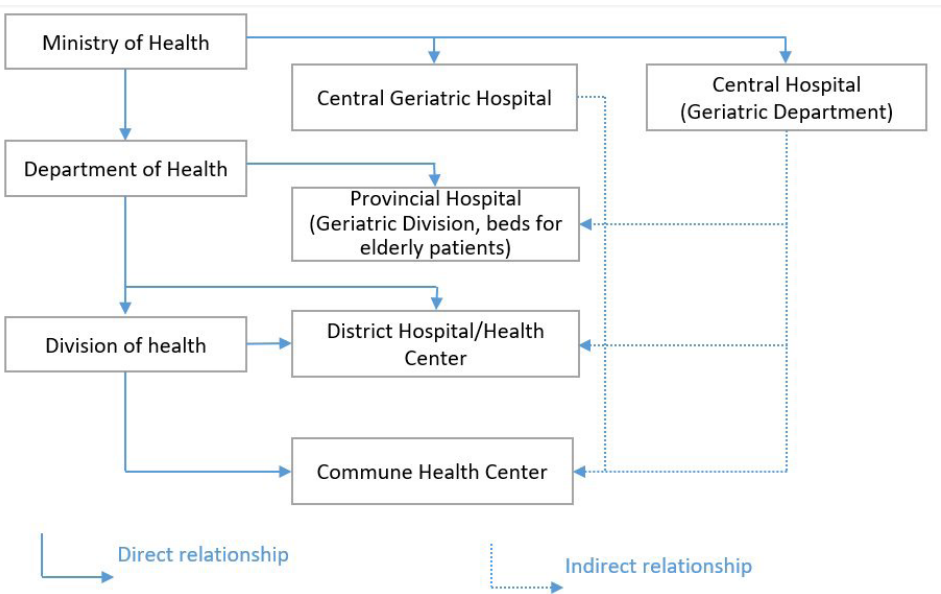 Ministry of Health
Central Geriatric Hospital
Central Hospital
(Geriatric Department)
Department of Health
Provincial Hospital
(Geriatric Division, beds for
elderly patients)
Division of health
District Hospital/Health
Center
Commune Health Center
Direct relationship
Indirect relationship